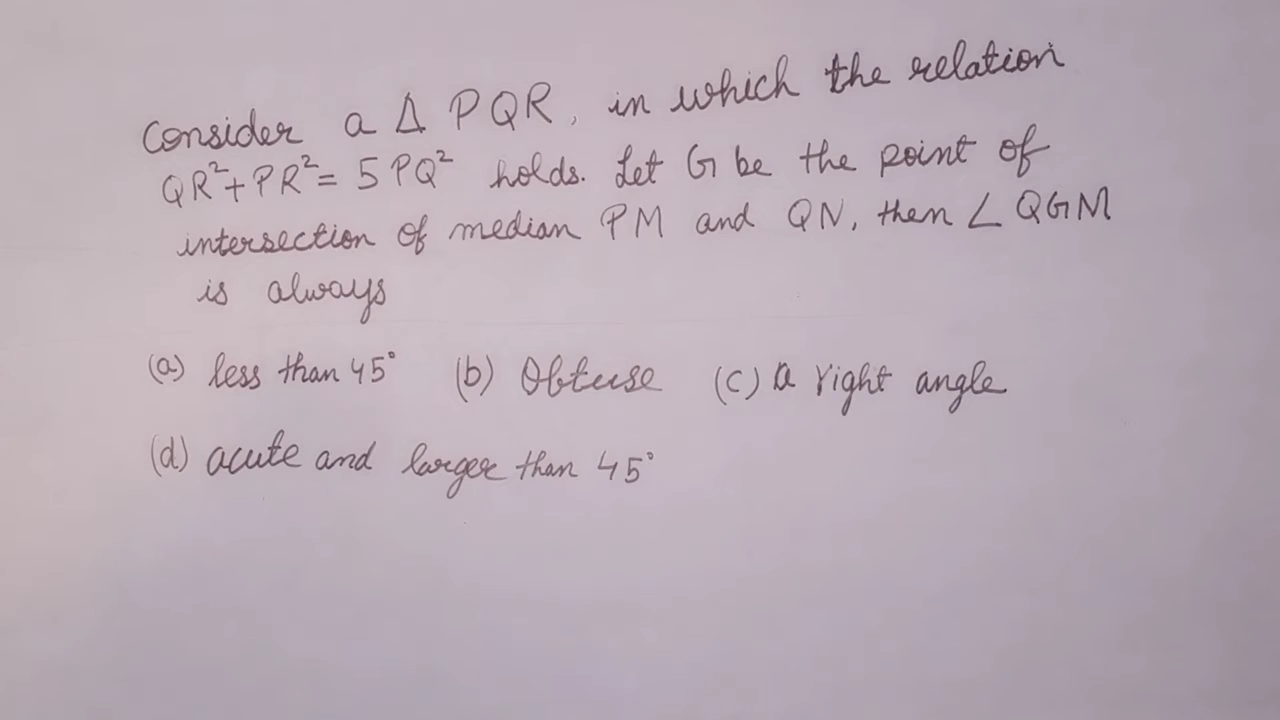 Consider a Δ PQR, in which the relation
QR²+PR²= 5PQ² holds. Let G be the point of
intersection of median PM and QN, then ∠QGM
is always
(a) less than 45° (b) Obtuse (c) a right angle
(d) acute and larger than 45°